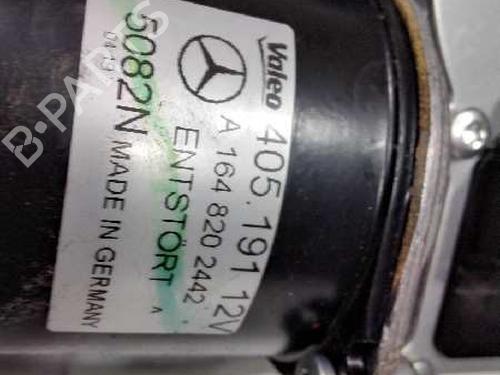 Valeo
405.191 12V
A 164 820 2442
ENTSTÖRT A
5082N MADE IN GERMANY
B-PARTS